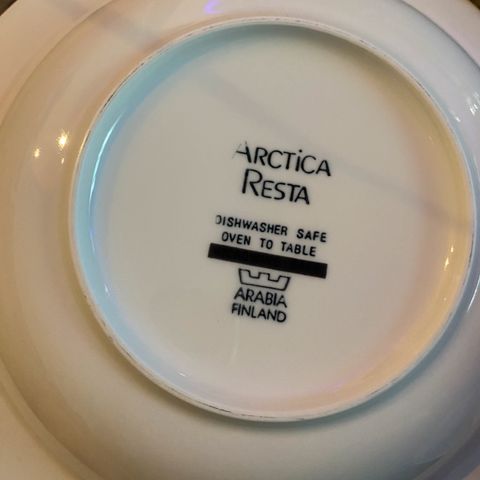 ARCTiCA
RESTA
DISHWASHER SAFE
OVEN TO TABLE
ARABIA
FINLAND